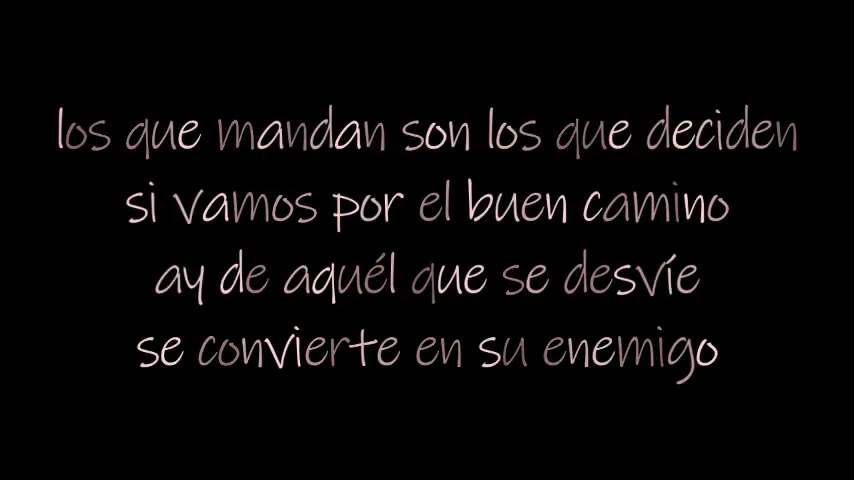 los que mandan son los que deciden
si vamos por el buen camino
ay de aquél que se desvíe
se convierte en su enemigo